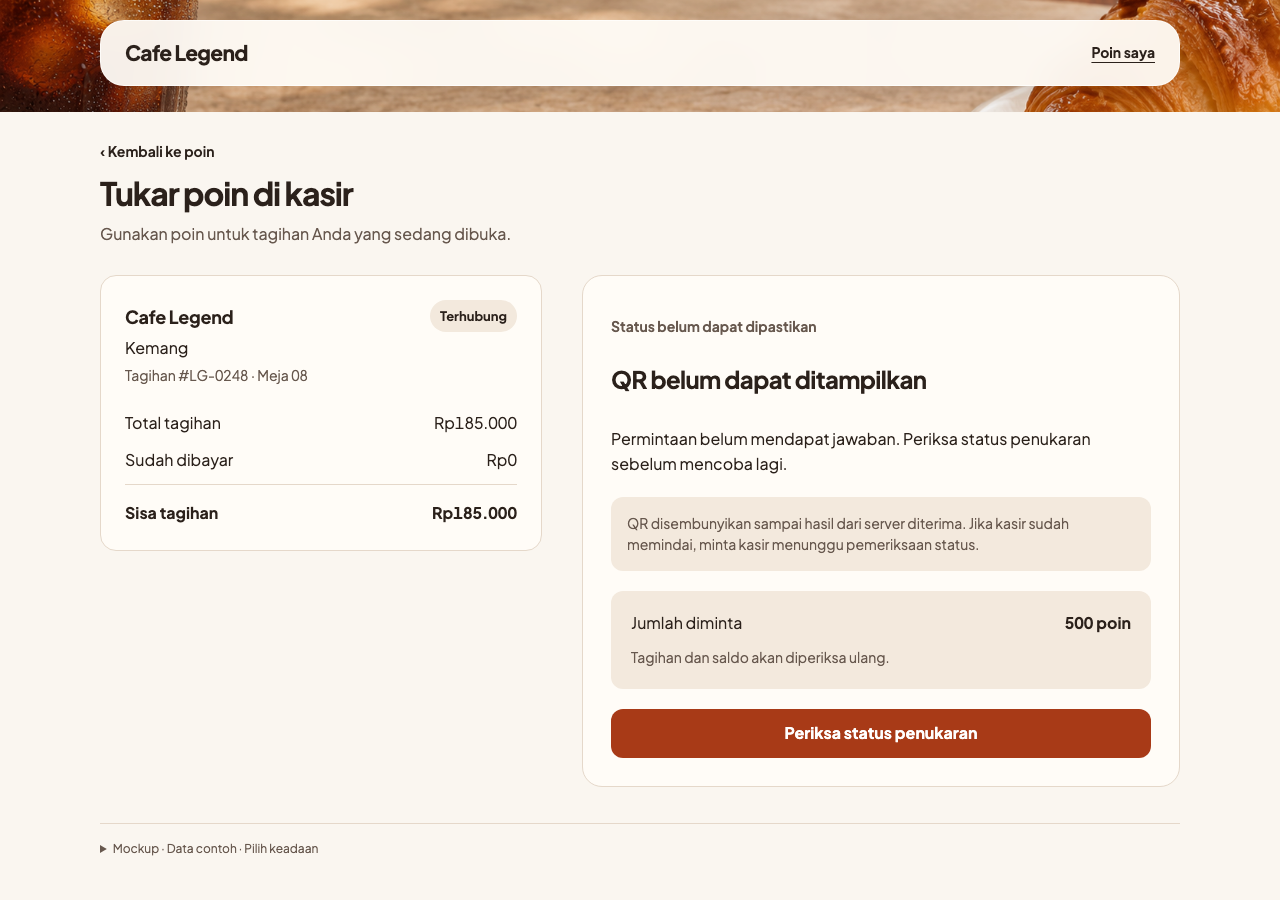 Cafe Legend
Poin saya
‹ Kembali ke poin
Tukar poin di kasir
Gunakan poin untuk tagihan Anda yang sedang dibuka.
Cafe Legend
Terhubung
Kemang
Tagihan #LG-0248 · Meja 08
Total tagihan Rp185.000
Sudah dibayar Rp0
Sisa tagihan Rp185.000
Status belum dapat dipastikan
QR belum dapat ditampilkan
Permintaan belum mendapat jawaban. Periksa status penukaran
sebelum mencoba lagi.
QR disembunyikan sampai hasil dari server diterima. Jika kasir sudah
memindai, minta kasir menunggu pemeriksaan status.
Jumlah diminta 500 poin
Tagihan dan saldo akan diperiksa ulang.
Periksa status penukaran
▶ Mockup · Data contoh · Pilih keadaan